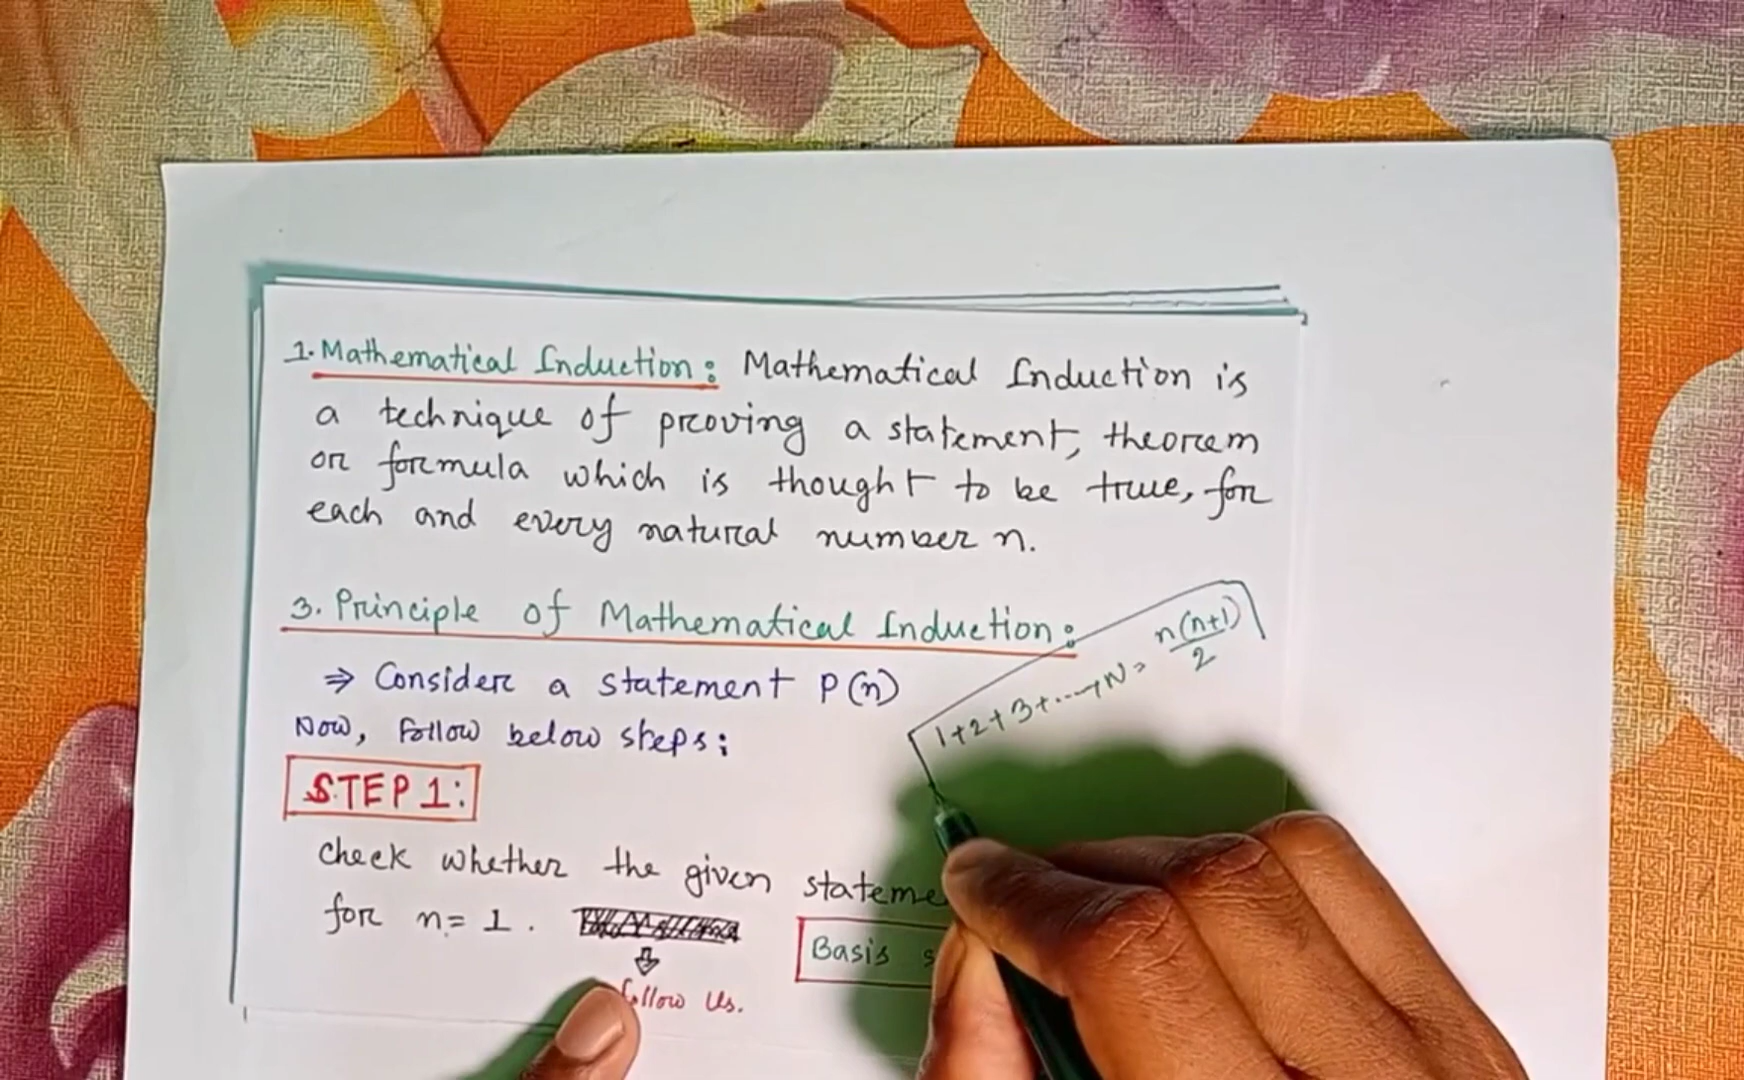 1. Mathematical Induction: Mathematical Induction is
a technique of proving a statement, theorem
or formula which is thought to be true, for
each and every natural number n.
3. Principle of Mathematical Induction:
⇒ Consider a statement P(n)
1+2+3+....+N = n(n+1)/2
Now, follow below steps:
STEP 1:
check whether the given
for n = 1.
Basis
follow Us.